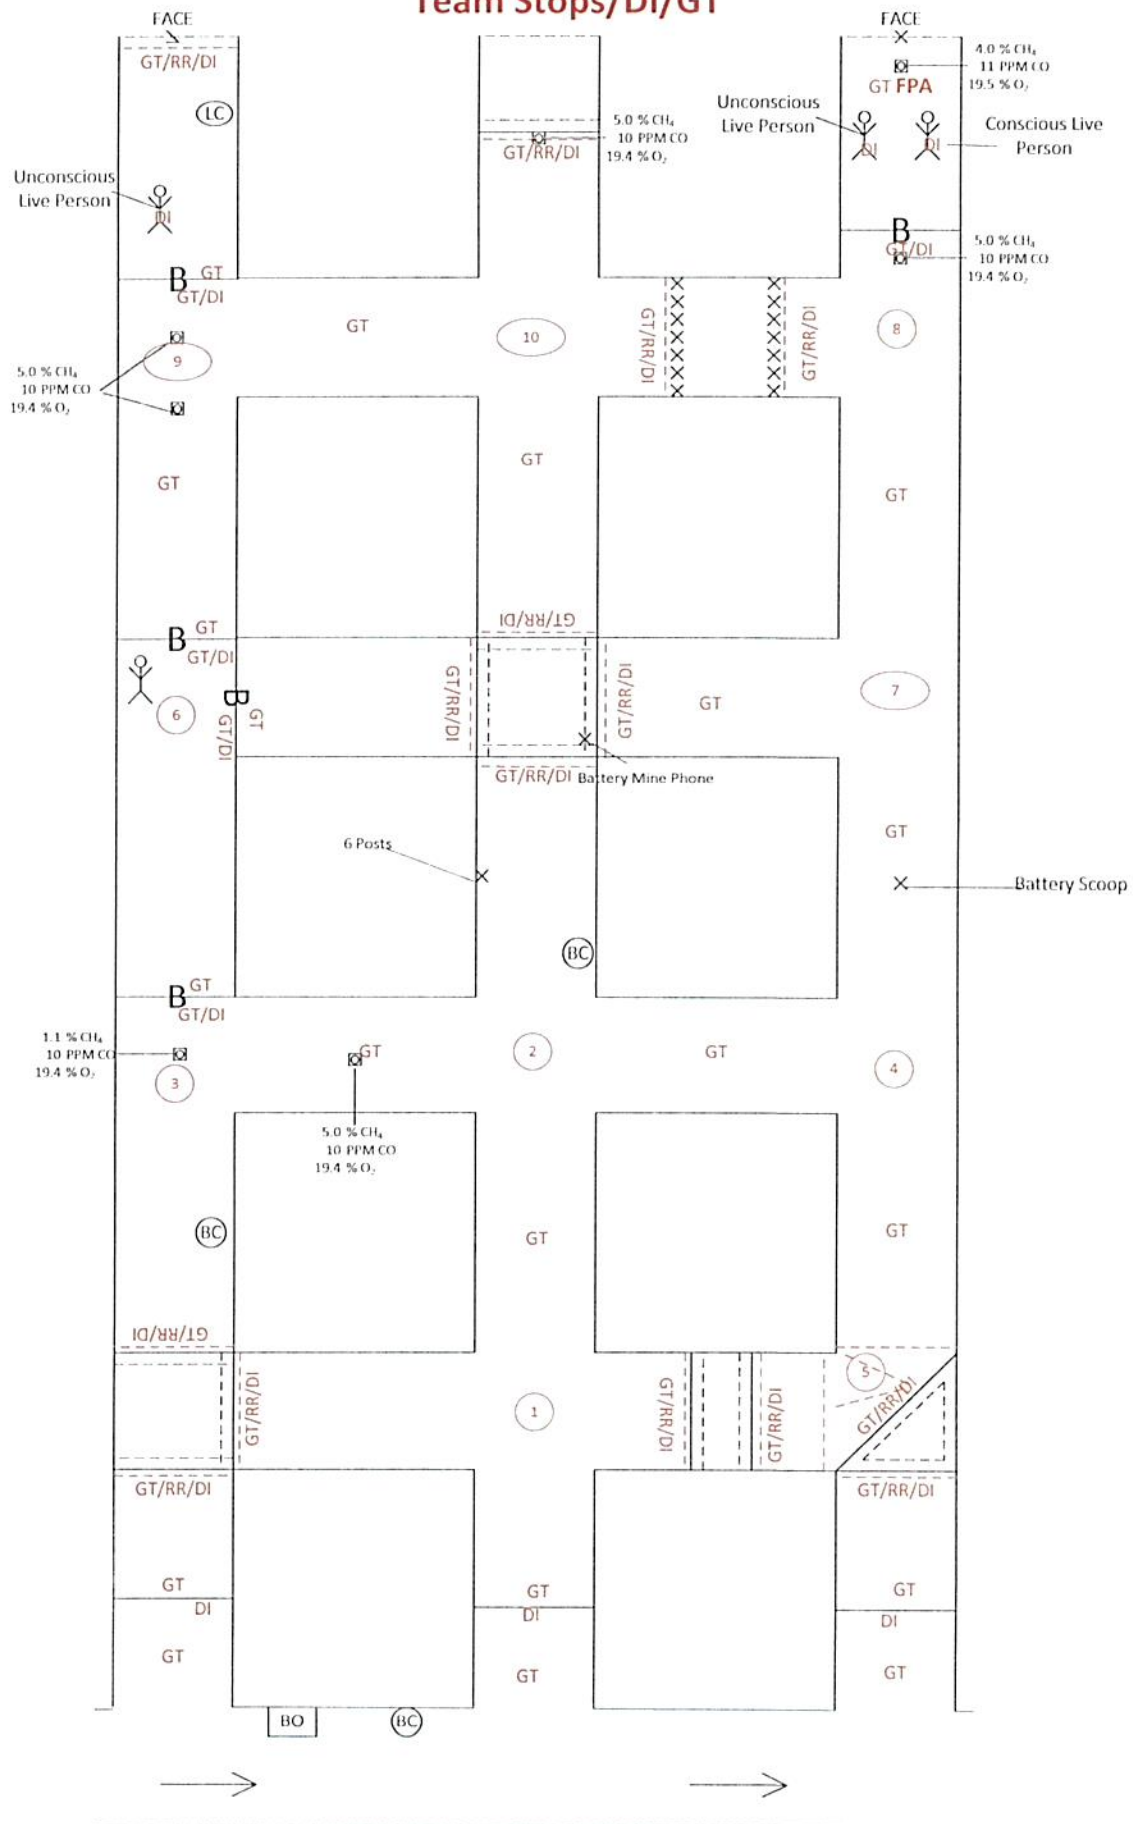 Team Stops/DI/GT
FACE
FACE
GT/RR/DI
4.0 % CH₄
11 PPM CO
19.5 % O₂
GT FPA
LC
Unconscious
Live Person
5.0 % CH₄
10 PPM CO
19.4 % O₂
GT/RR/DI
Conscious Live
Person
DI
DI
Unconscious
Live Person
DI
B
GT/DI
5.0 % CH₄
10 PPM CO
19.4 % O₂
B GT
GT/DI
GT
10
GT/RR/DI
GT/RR/DI
8
9
5.0 % CH₄
10 PPM CO
19.4 % O₂
GT
GT
GT
GT/RR/DI
B GT
GT/DI
B
GT
GT/DI
6
GT/RR/DI
GT/RR/DI
GT
7
GT/RR/DI
Battery Mine Phone
6 Posts
GT
Battery Scoop
BC
B GT
GT/DI
1.1 % CH₄
10 PPM CO
19.4 % O₂
3
GT
2
GT
4
5.0 % CH₄
10 PPM CO
19.4 % O₂
BC
GT
GT
GT/RR/DI
GT/RR/DI
1
GT/RR/DI
GT/RR/DI
5
GT/RR/DI
GT/RR/DI
GT/RR/DI
GT
DI
GT
GT
DI
GT
GT
DI
GT
BO
BC